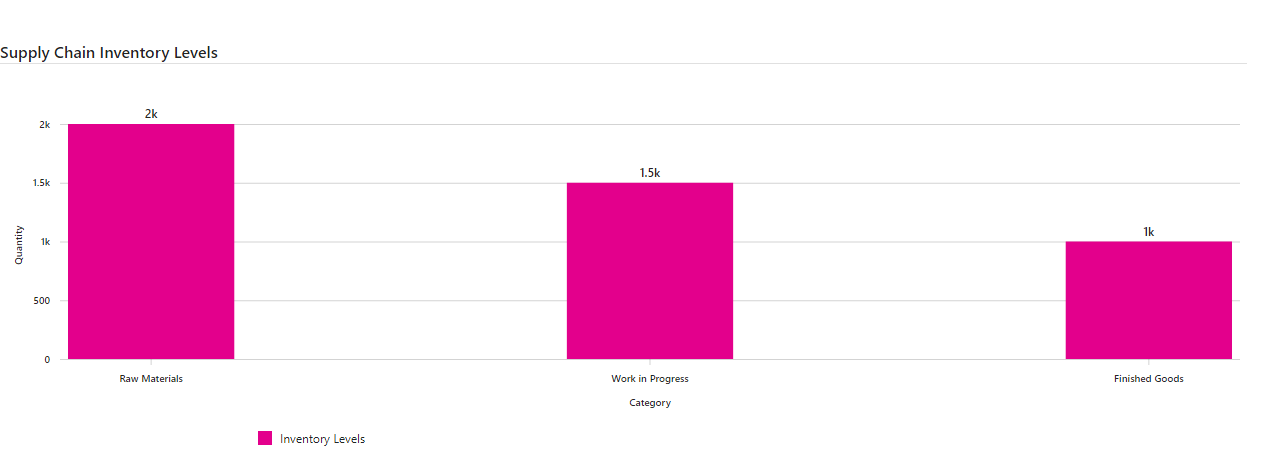 Supply Chain Inventory Levels
2k
1.5k
1k
2k
1.5k
1k
500
0
Quantity
Raw Materials
Work in Progress
Finished Goods
Category
Inventory Levels